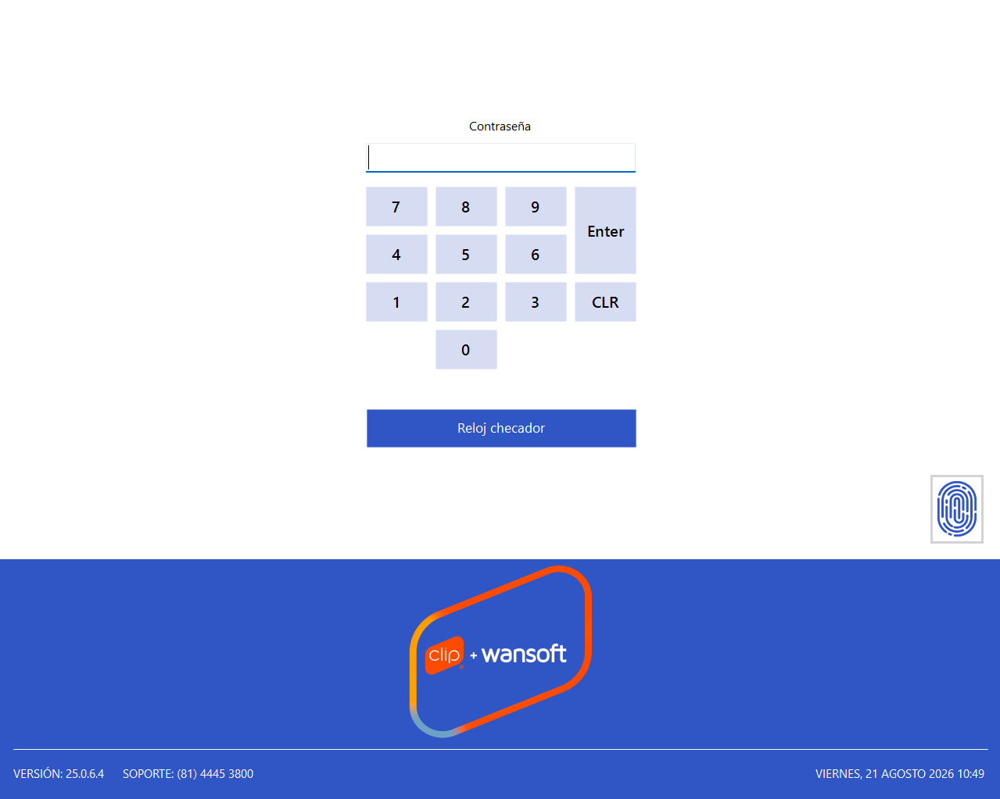 Contraseña
7 8 9 Enter
4 5 6
1 2 3 CLR
0
Reloj checador
clip + wansoft
VERSIÓN: 25.0.6.4 SOPORTE: (81) 4445 3800 VIERNES, 21 AGOSTO 2026 10:49